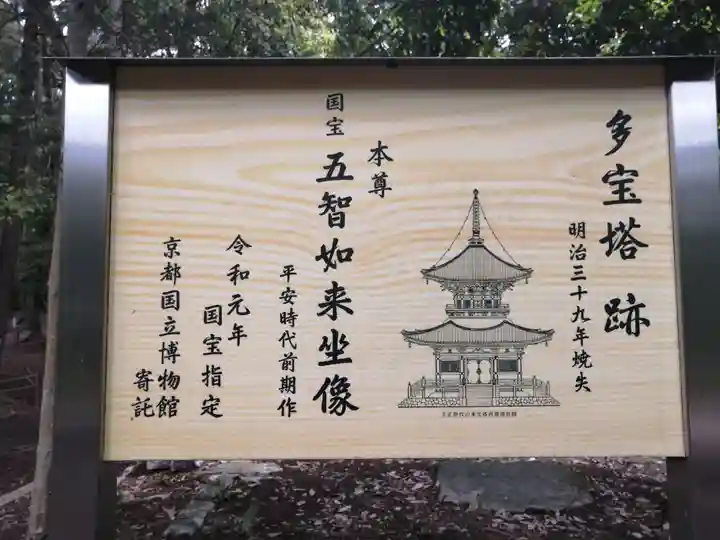 多宝塔 跡
明治三十九年焼失
本尊
国宝 五智如来坐像
平安時代前期作
令和元年
国宝指定
京都国立博物館
寄託